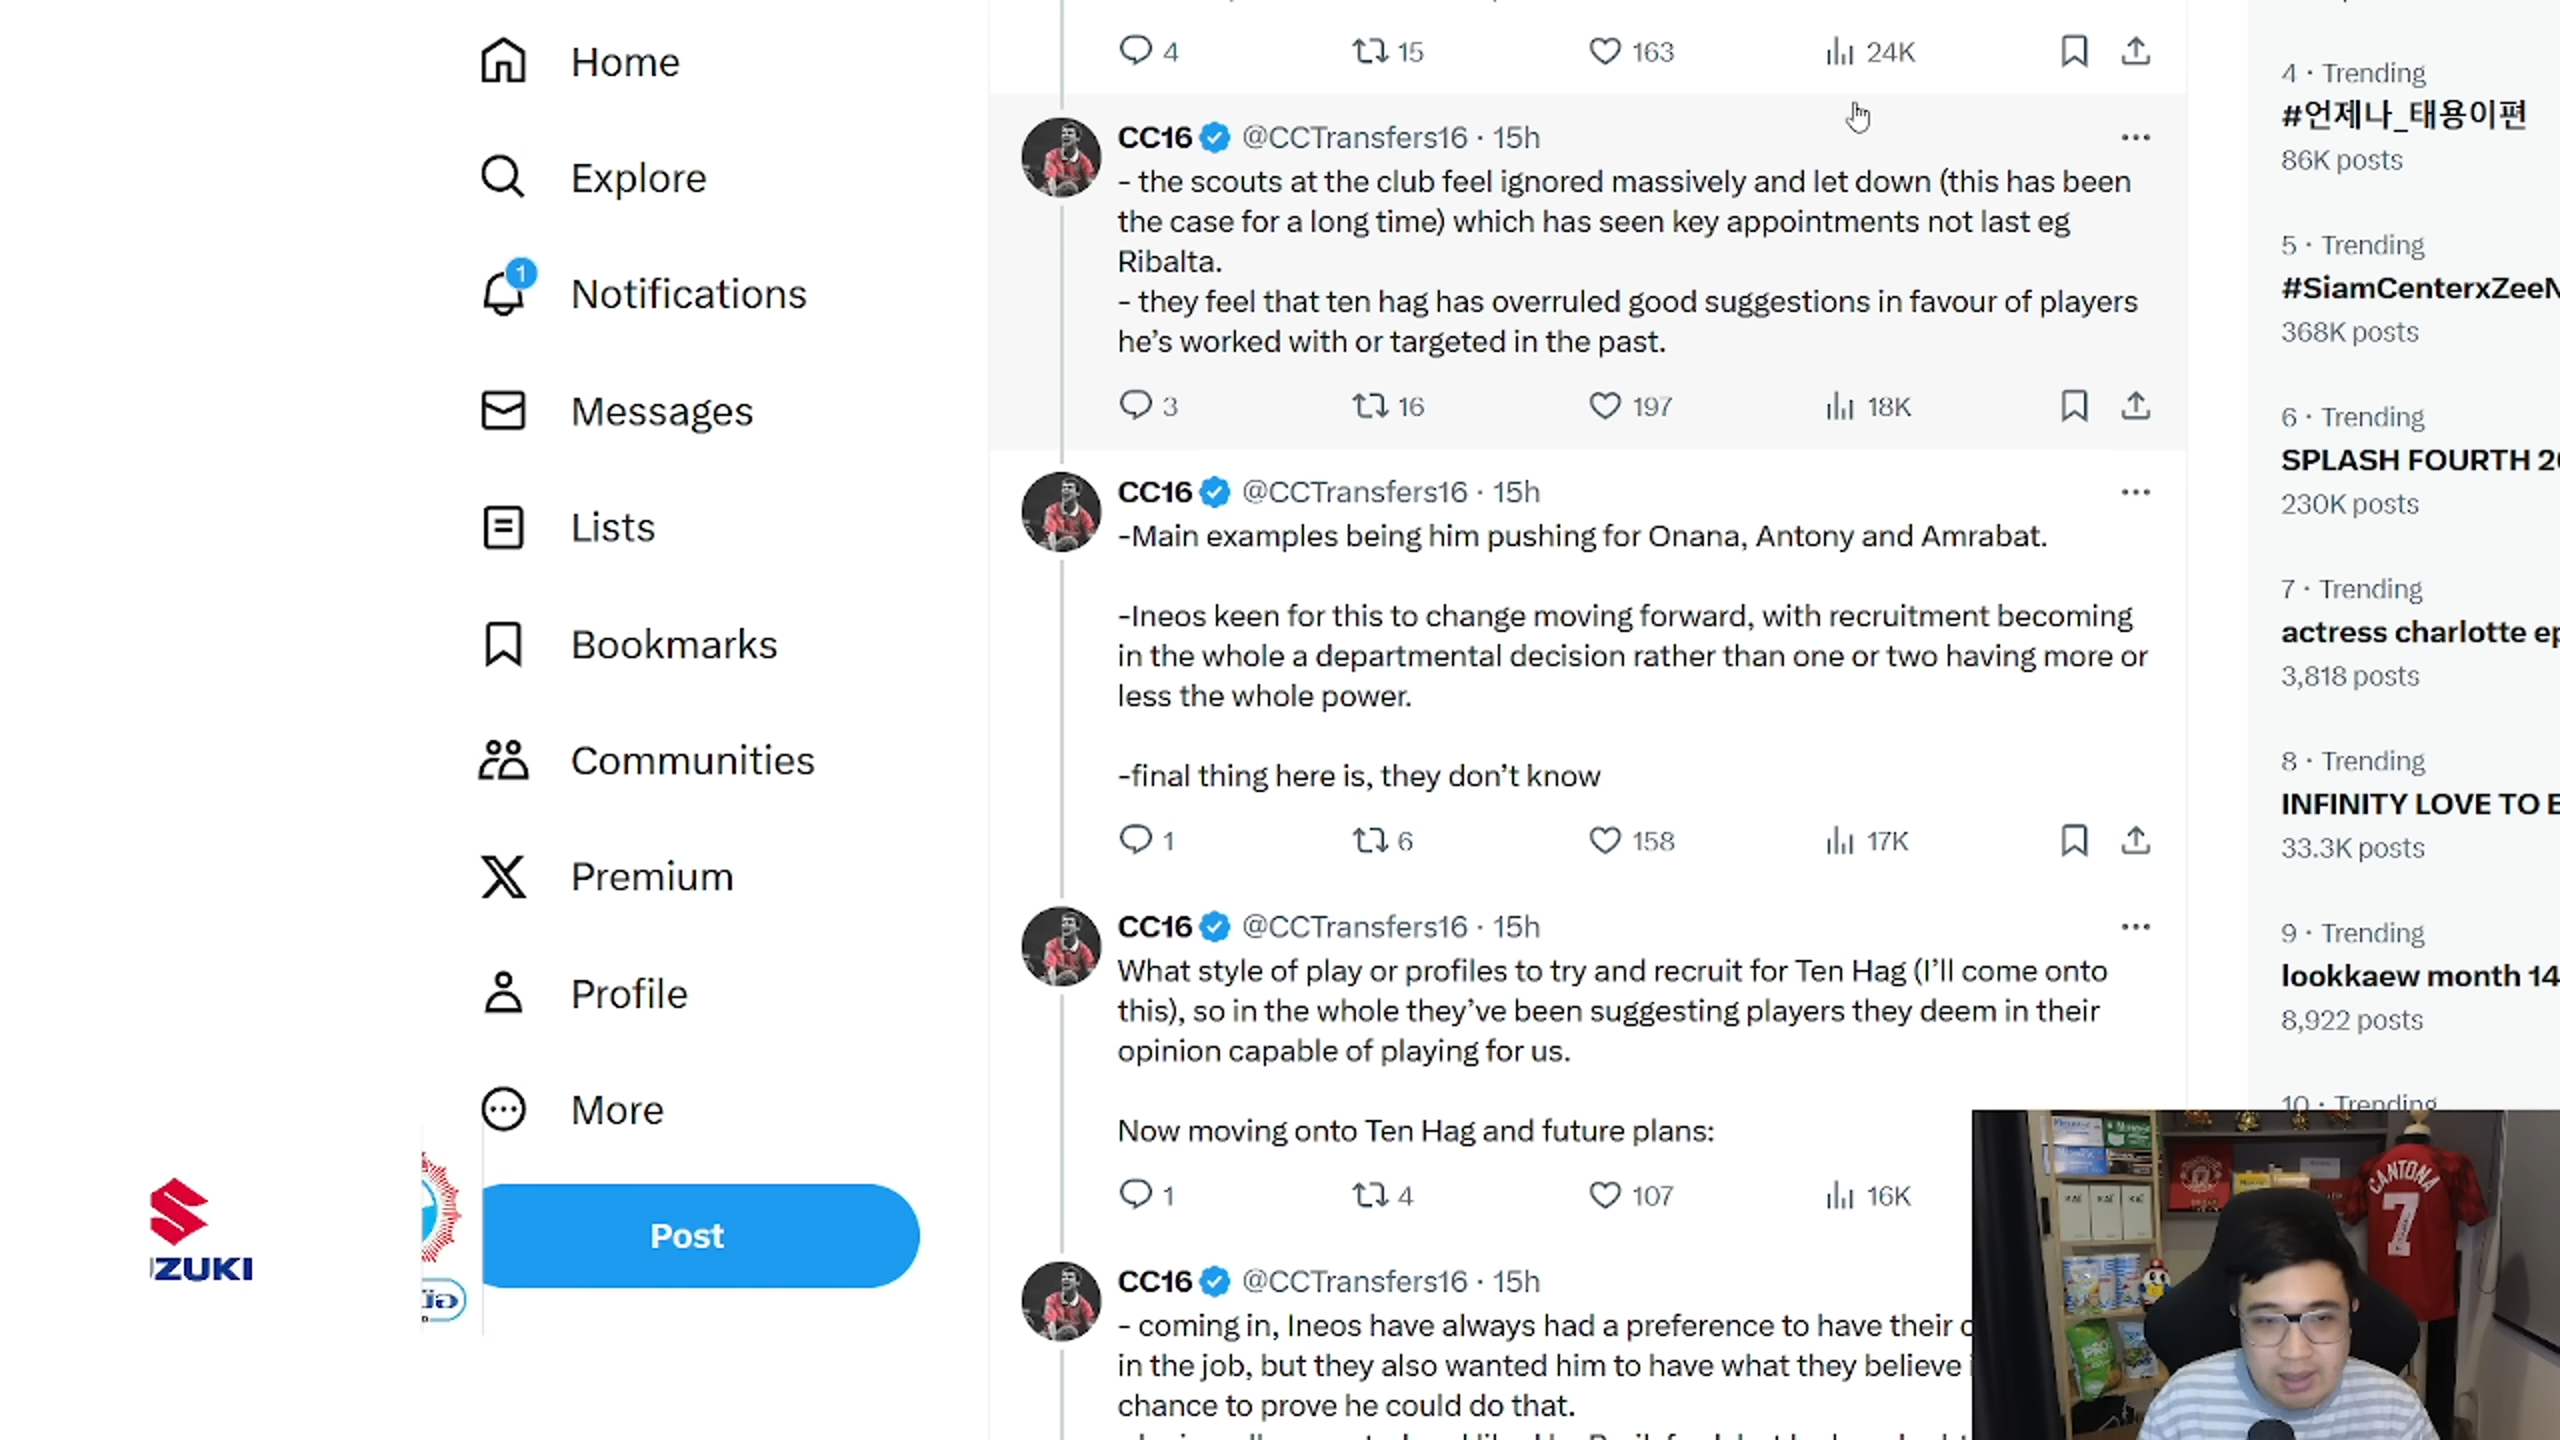 Home
Explore
1
Notifications
Messages
Lists
Bookmarks
Communities
Premium
Profile
More
Post
ZUKI
4 15 163 24K
CC16 @CCTransfers16 · 15h
- the scouts at the club feel ignored massively and let down (this has been
the case for a long time) which has seen key appointments not last eg
Ribalta.
- they feel that ten hag has overruled good suggestions in favour of players
he's worked with or targeted in the past.
3 16 197 18K
CC16 @CCTransfers16 · 15h
-Main examples being him pushing for Onana, Antony and Amrabat.
-Ineos keen for this to change moving forward, with recruitment becoming
in the whole a departmental decision rather than one or two having more or
less the whole power.
-final thing here is, they don't know
1 6 158 17K
CC16 @CCTransfers16 · 15h
What style of play or profiles to try and recruit for Ten Hag (I'll come onto
this), so in the whole they've been suggesting players they deem in their
opinion capable of playing for us.
Now moving onto Ten Hag and future plans:
1 4 107 16K
CC16 @CCTransfers16 · 15h
- coming in, Ineos have always had a preference to have their
in the job, but they also wanted him to have what they believe
chance to prove he could do that.
4 · Trending
#언제나_태용이편
86K posts
5 · Trending
#SiamCenterxZeeN
368K posts
6 · Trending
SPLASH FOURTH 2
230K posts
7 · Trending
actress charlotte ep
3,818 posts
8 · Trending
INFINITY LOVE TO E
33.3K posts
9 · Trending
lookkaew month 14
8,922 posts
10 · Trending
CANTONA
7